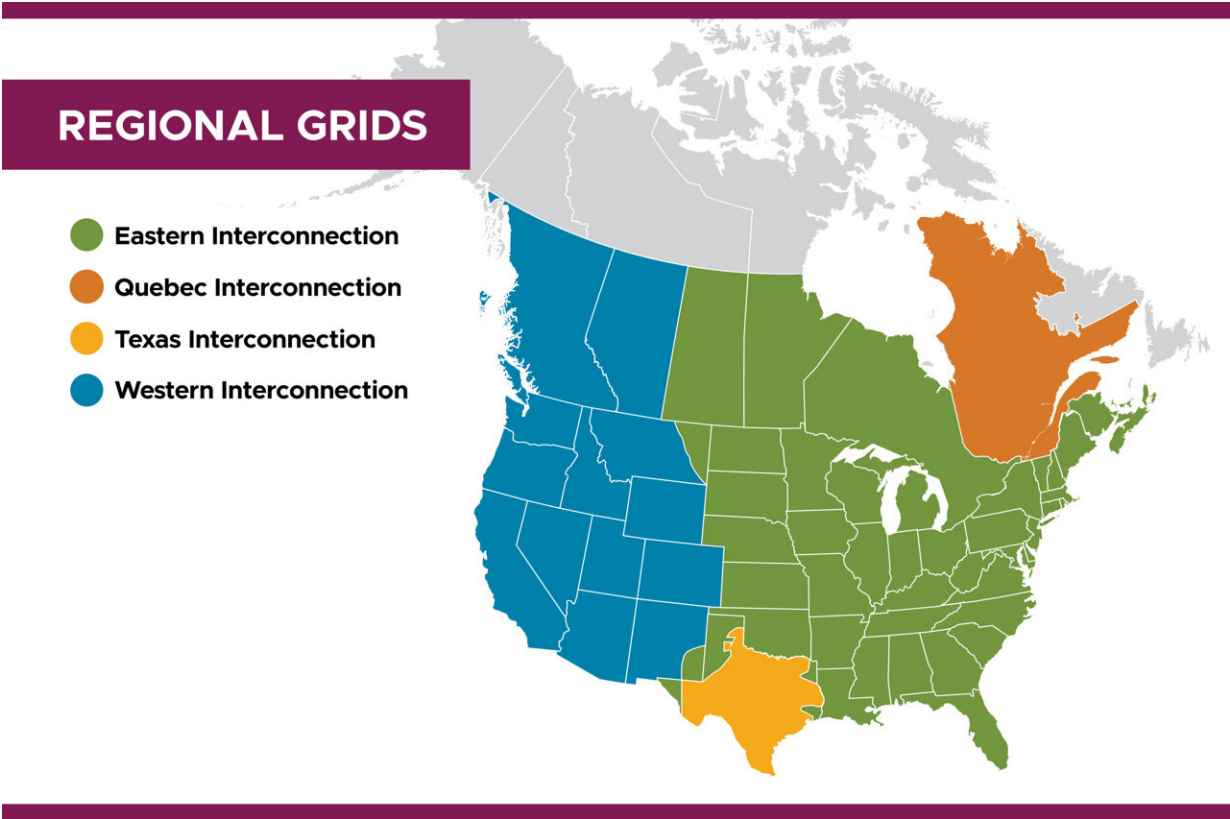 REGIONAL GRIDS
Eastern Interconnection
Quebec Interconnection
Texas Interconnection
Western Interconnection